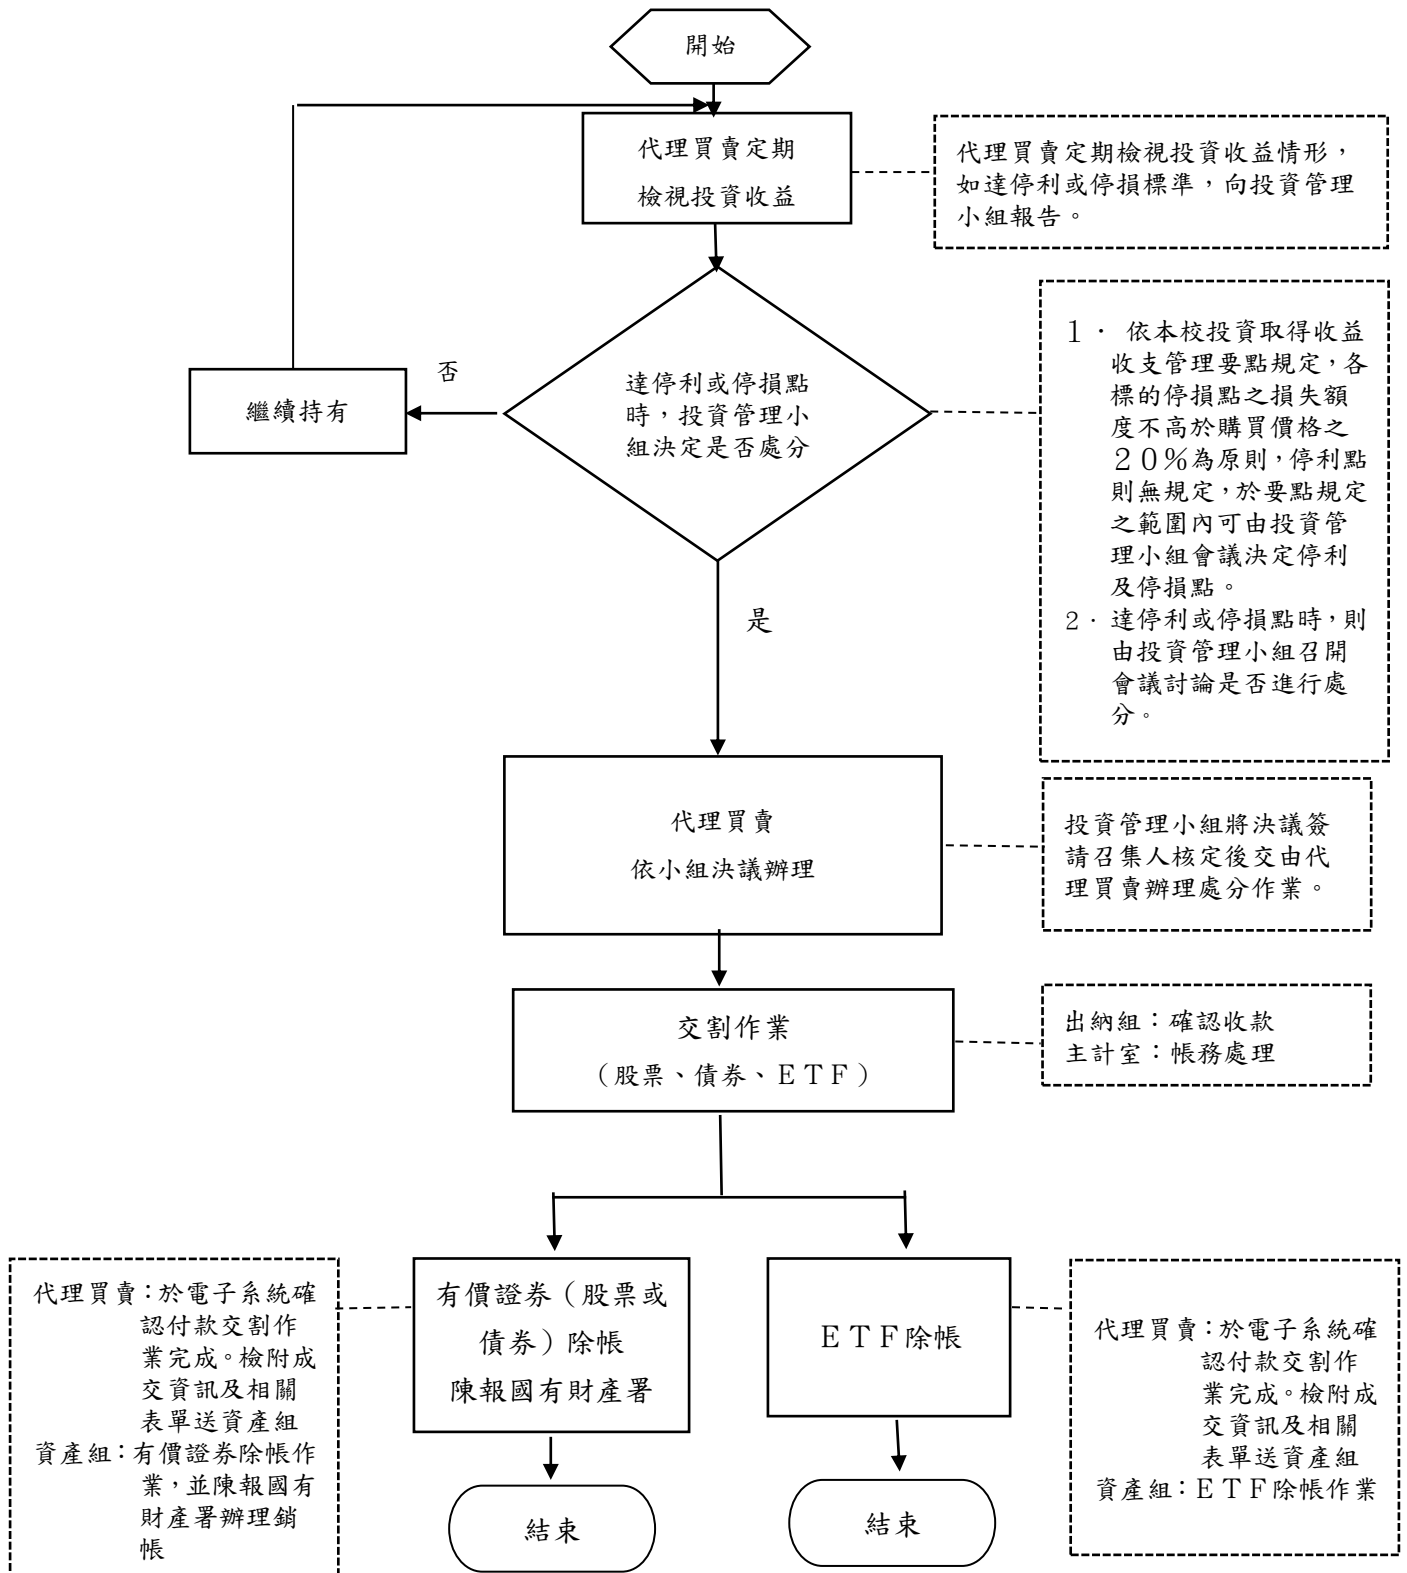 開始
代理買賣定期
檢視投資收益
代理買賣定期檢視投資收益情形，
如達停利或停損標準，向投資管理
小組報告。
否
繼續持有
達停利或停損點
時，投資管理小
組決定是否處分
1． 依本校投資取得收益
收支管理要點規定，各
標的停損點之損失額
度不高於購買價格之
２０％為原則，停利點
則無規定，於要點規定
之範圍內可由投資管
理小組會議決定停利
及停損點。
2．達停利或停損點時，則
由投資管理小組召開
會議討論是否進行處
分。
是
代理買賣
依小組決議辦理
投資管理小組將決議簽
請召集人核定後交由代
理買賣辦理處分作業。
交割作業
（股票、債券、ＥＴＦ）
出納組：確認收款
主計室：帳務處理
代理買賣：於電子系統確
認付款交割作
業完成。檢附成
交資訊及相關
表單送資產組
資產組：有價證券除帳作
業，並陳報國有
財產署辦理銷
帳
有價證券（股票或
債券）除帳
陳報國有財產署
ＥＴＦ除帳
代理買賣：於電子系統確
認付款交割作
業完成。檢附成
交資訊及相關
表單送資產組
資產組：ＥＴＦ除帳作業
結束
結束